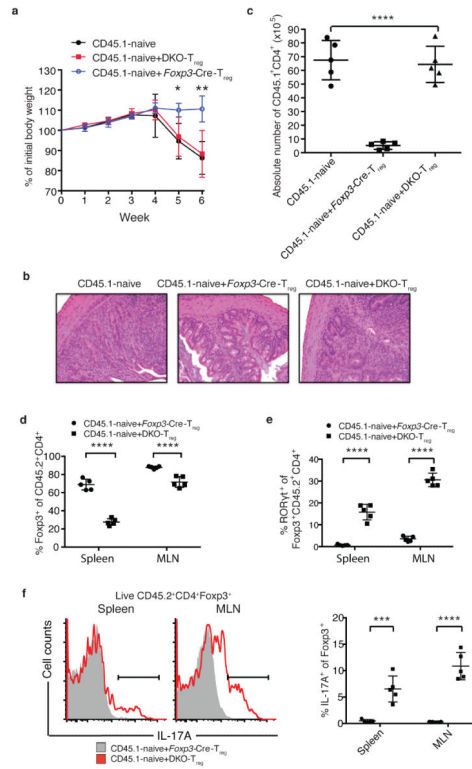 a
CD45.1-naive
CD45.1-naive+DKO-Treg
CD45.1-naive+Foxp3-Cre-Treg
% of initial body weight
120
110
100
90
80
70
* **
0 1 2 3 4 5 6
Week
c
****
Absolute number of CD45.1+CD4+ (x10^5)
90
80
70
60
50
40
30
20
10
0
CD45.1-naive
CD45.1-naive+Foxp3-Cre-Treg
CD45.1-naive+DKO-Treg
b
CD45.1-naive CD45.1-naive+Foxp3-Cre-Treg CD45.1-naive+DKO-Treg
d
CD45.1-naive+Foxp3-Cre-Treg
CD45.1-naive+DKO-Treg
**** ****
% Foxp3+ of CD45.2+CD4+
100
80
60
40
20
0
Spleen MLN
e
CD45.1-naive+Foxp3-Cre-Treg
CD45.1-naive+DKO-Treg
**** ****
% RORγt+ of
Foxp3+CD45.2+CD4+
40
30
20
10
0
Spleen MLN
f
Live CD45.2+CD4+Foxp3+
Spleen MLN
Cell counts
IL-17A
CD45.1-naive+Foxp3-Cre-Treg
CD45.1-naive+DKO-Treg
% IL-17A+ of Foxp3+
*** ****
15
10
5
0
Spleen
MLN